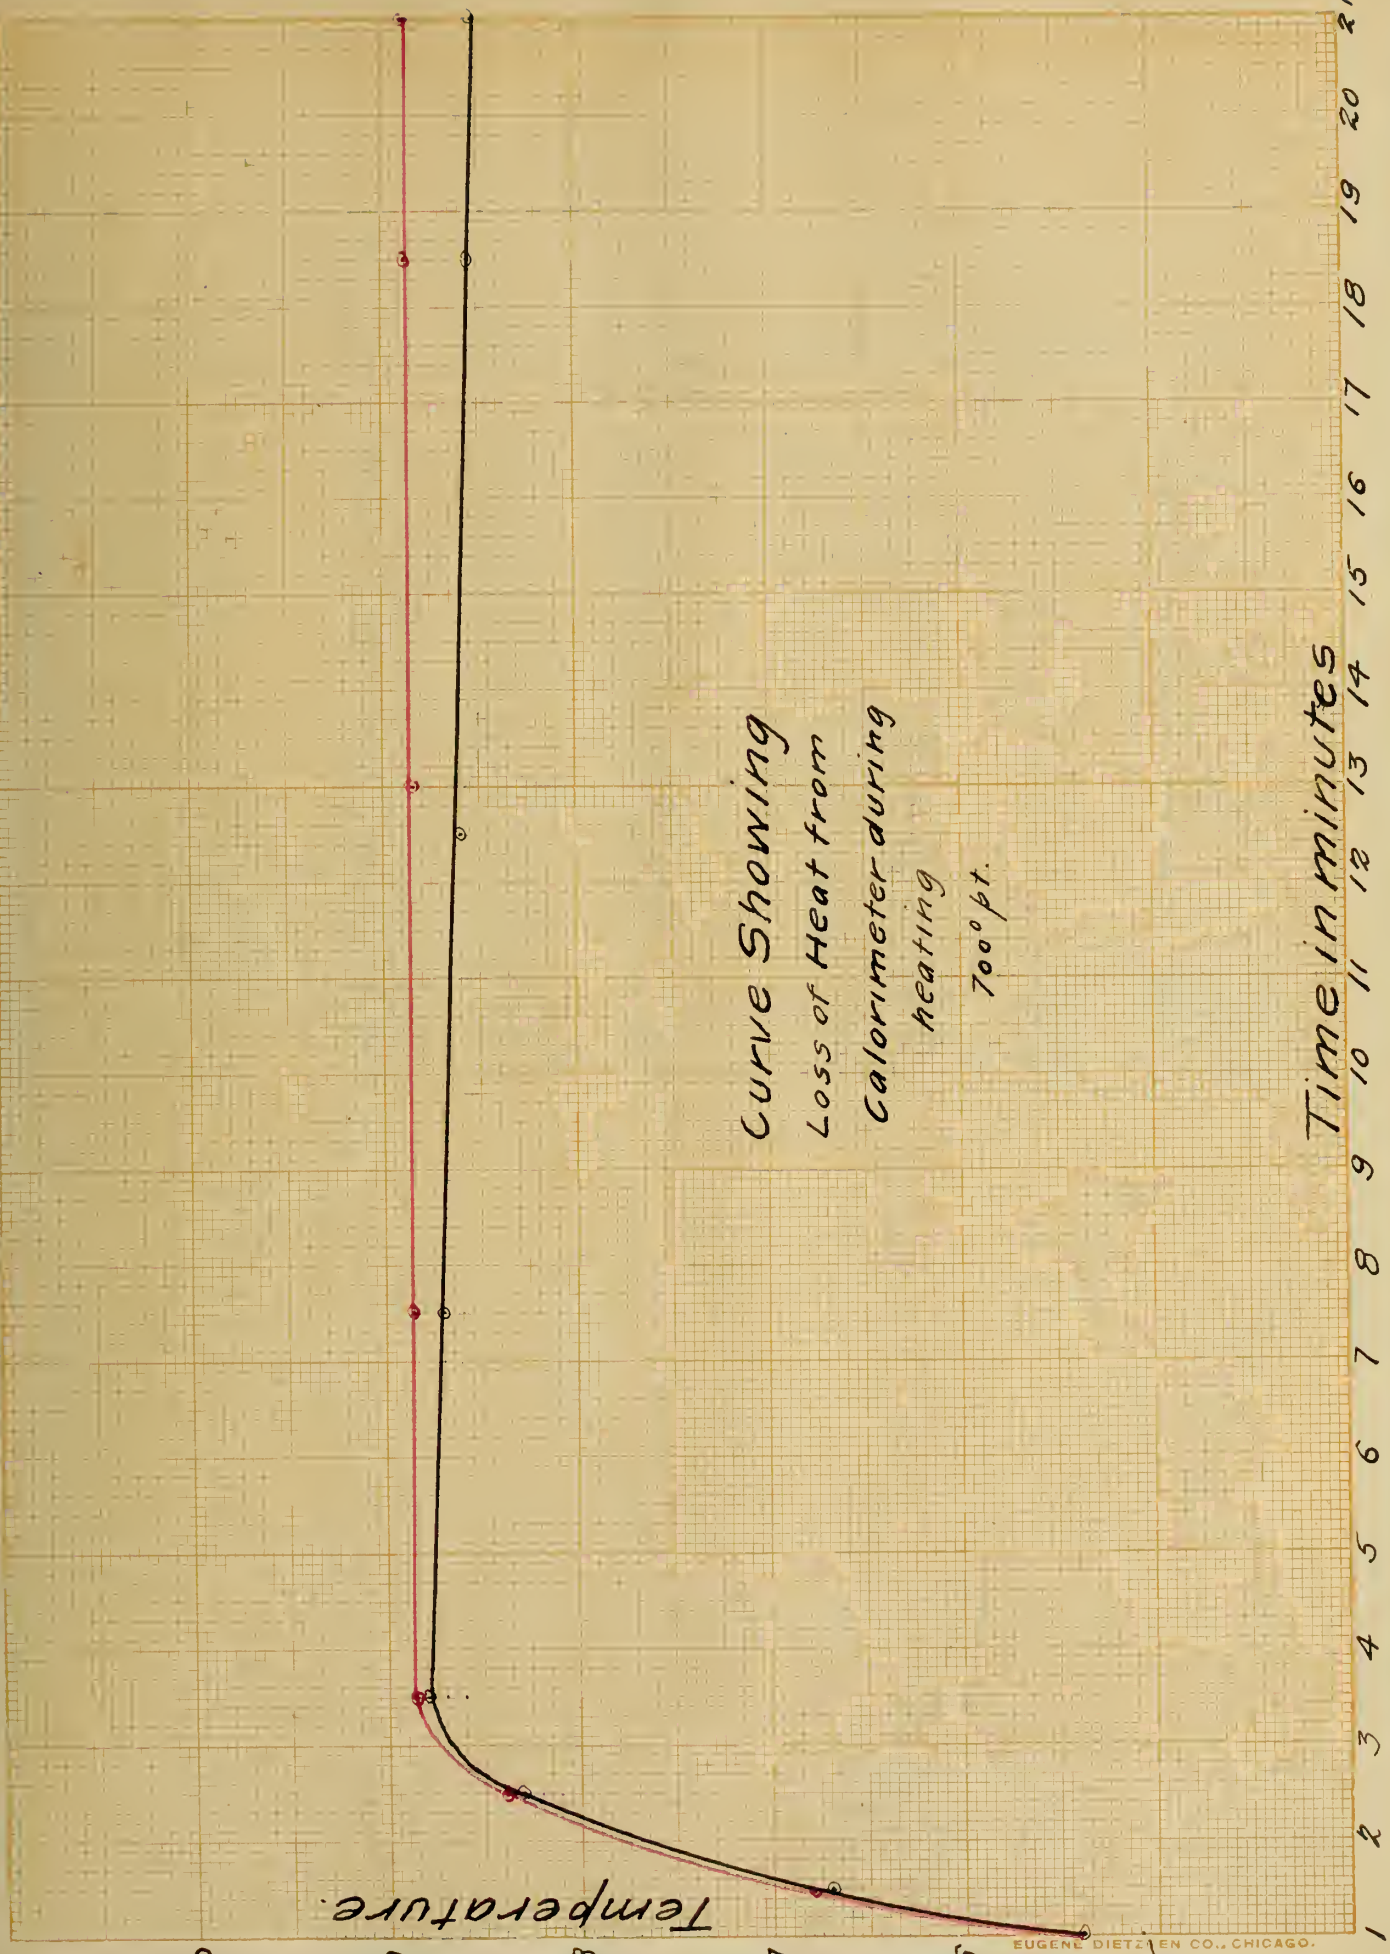 Temperature.
Curve Showing
Loss of Heat from
Calorimeter during
heating
700° pt.
Time in minutes
1 2 3 4 5 6 7 8 9 10 11 12 13 14 15 16 17 18 19 20 21
EUGENE DIETZGEN CO., CHICAGO.